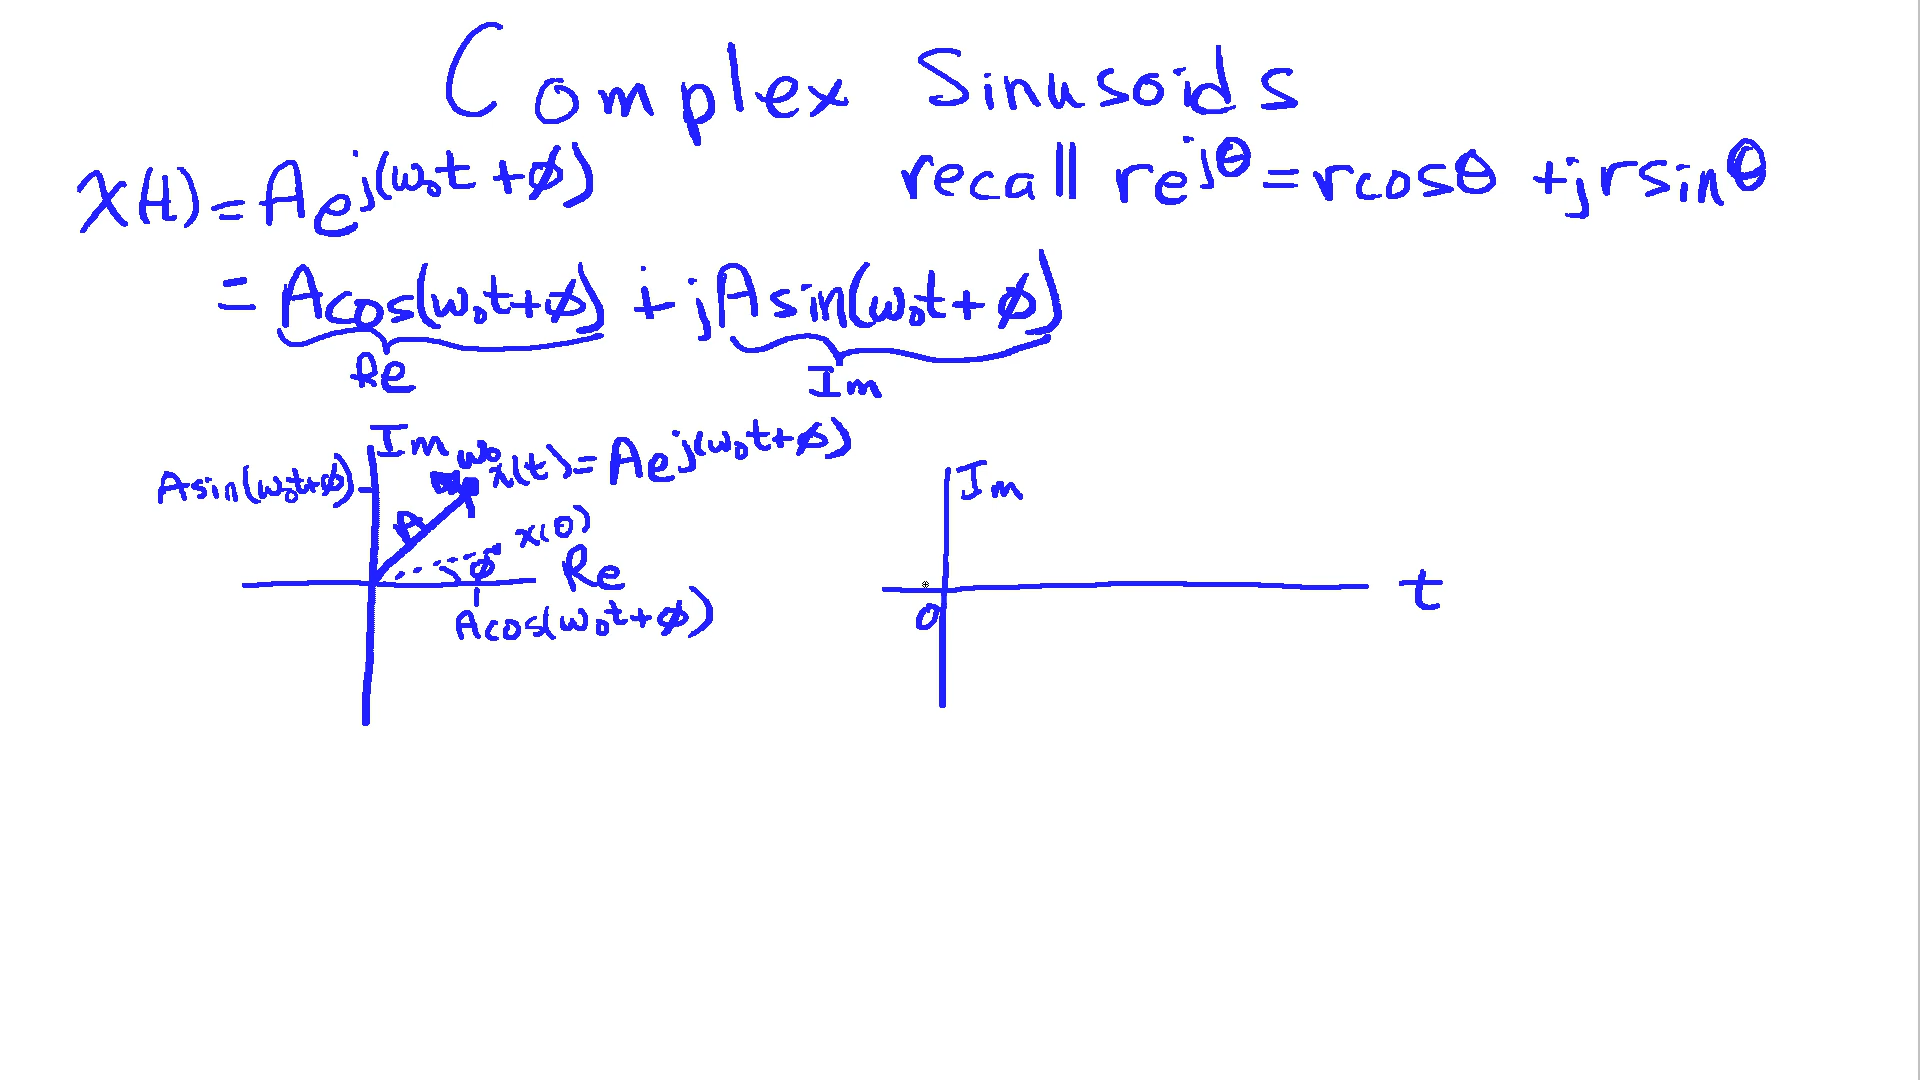 Complex Sinusoids
x(t) = Ae^{j(ω₀t + ϕ)}
recall re^{jθ} = rcosθ + jrsinθ
= Acos(ω₀t+ϕ) + jAsin(ω₀t+ϕ)
Re
Im
Im
ω₀
x(t) = Ae^{j(ω₀t+ϕ)}
Asin(ω₀t+ϕ)
A
x(0)
ϕ
Re
Acos(ω₀t+ϕ)
Im
t
0